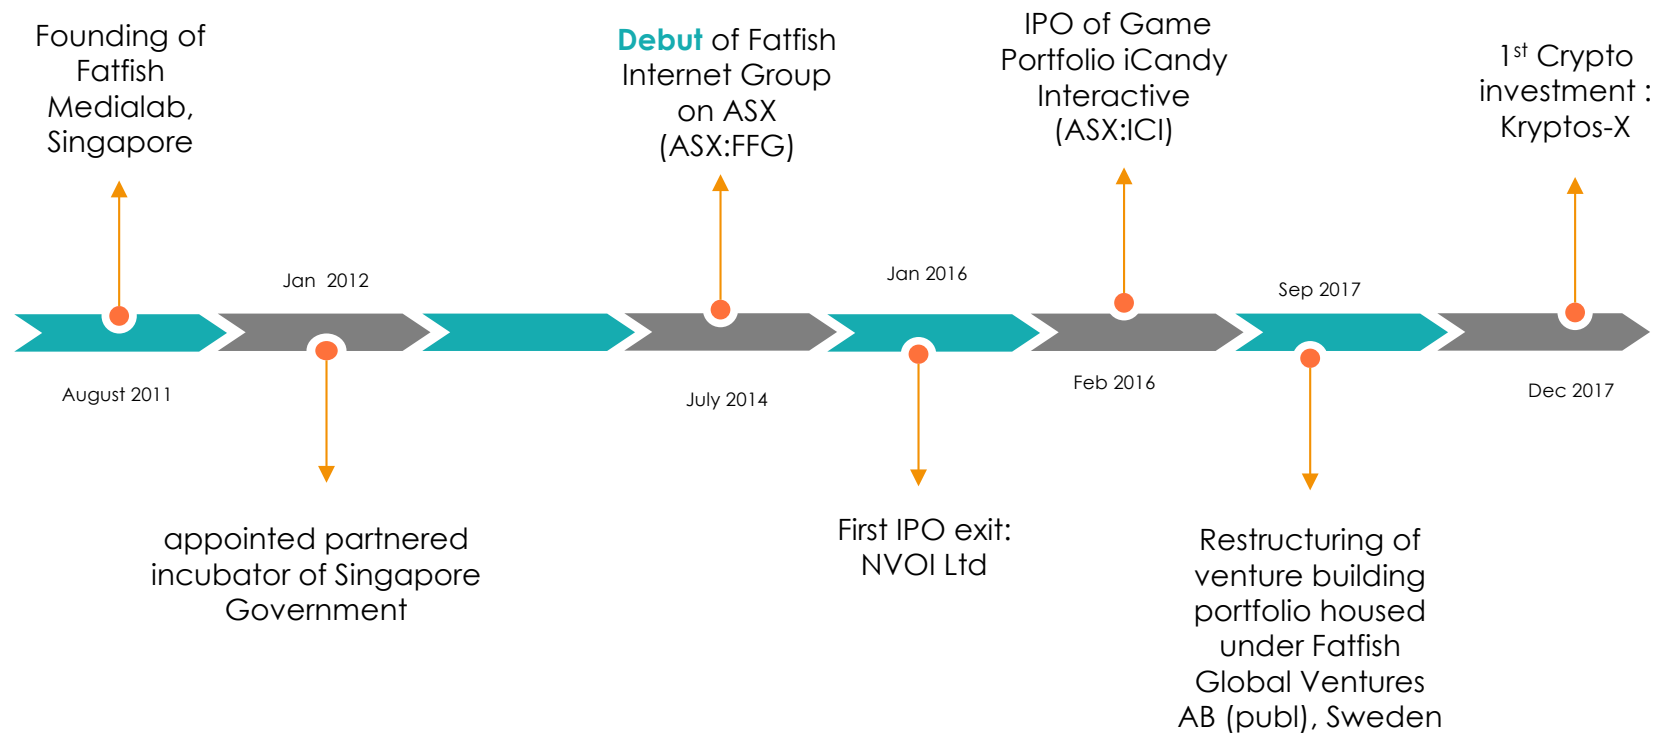 Founding of
Fatfish
Medialab,
Singapore
August 2011
Jan 2012
appointed partnered
incubator of Singapore
Government
Debut of Fatfish
Internet Group
on ASX
(ASX:FFG)
July 2014
Jan 2016
First IPO exit:
NVOI Ltd
IPO of Game
Portfolio iCandy
Interactive
(ASX:ICI)
Feb 2016
Sep 2017
Restructuring of
venture building
portfolio housed
under Fatfish
Global Ventures
AB (publ), Sweden
1st Crypto
investment :
Kryptos-X
Dec 2017